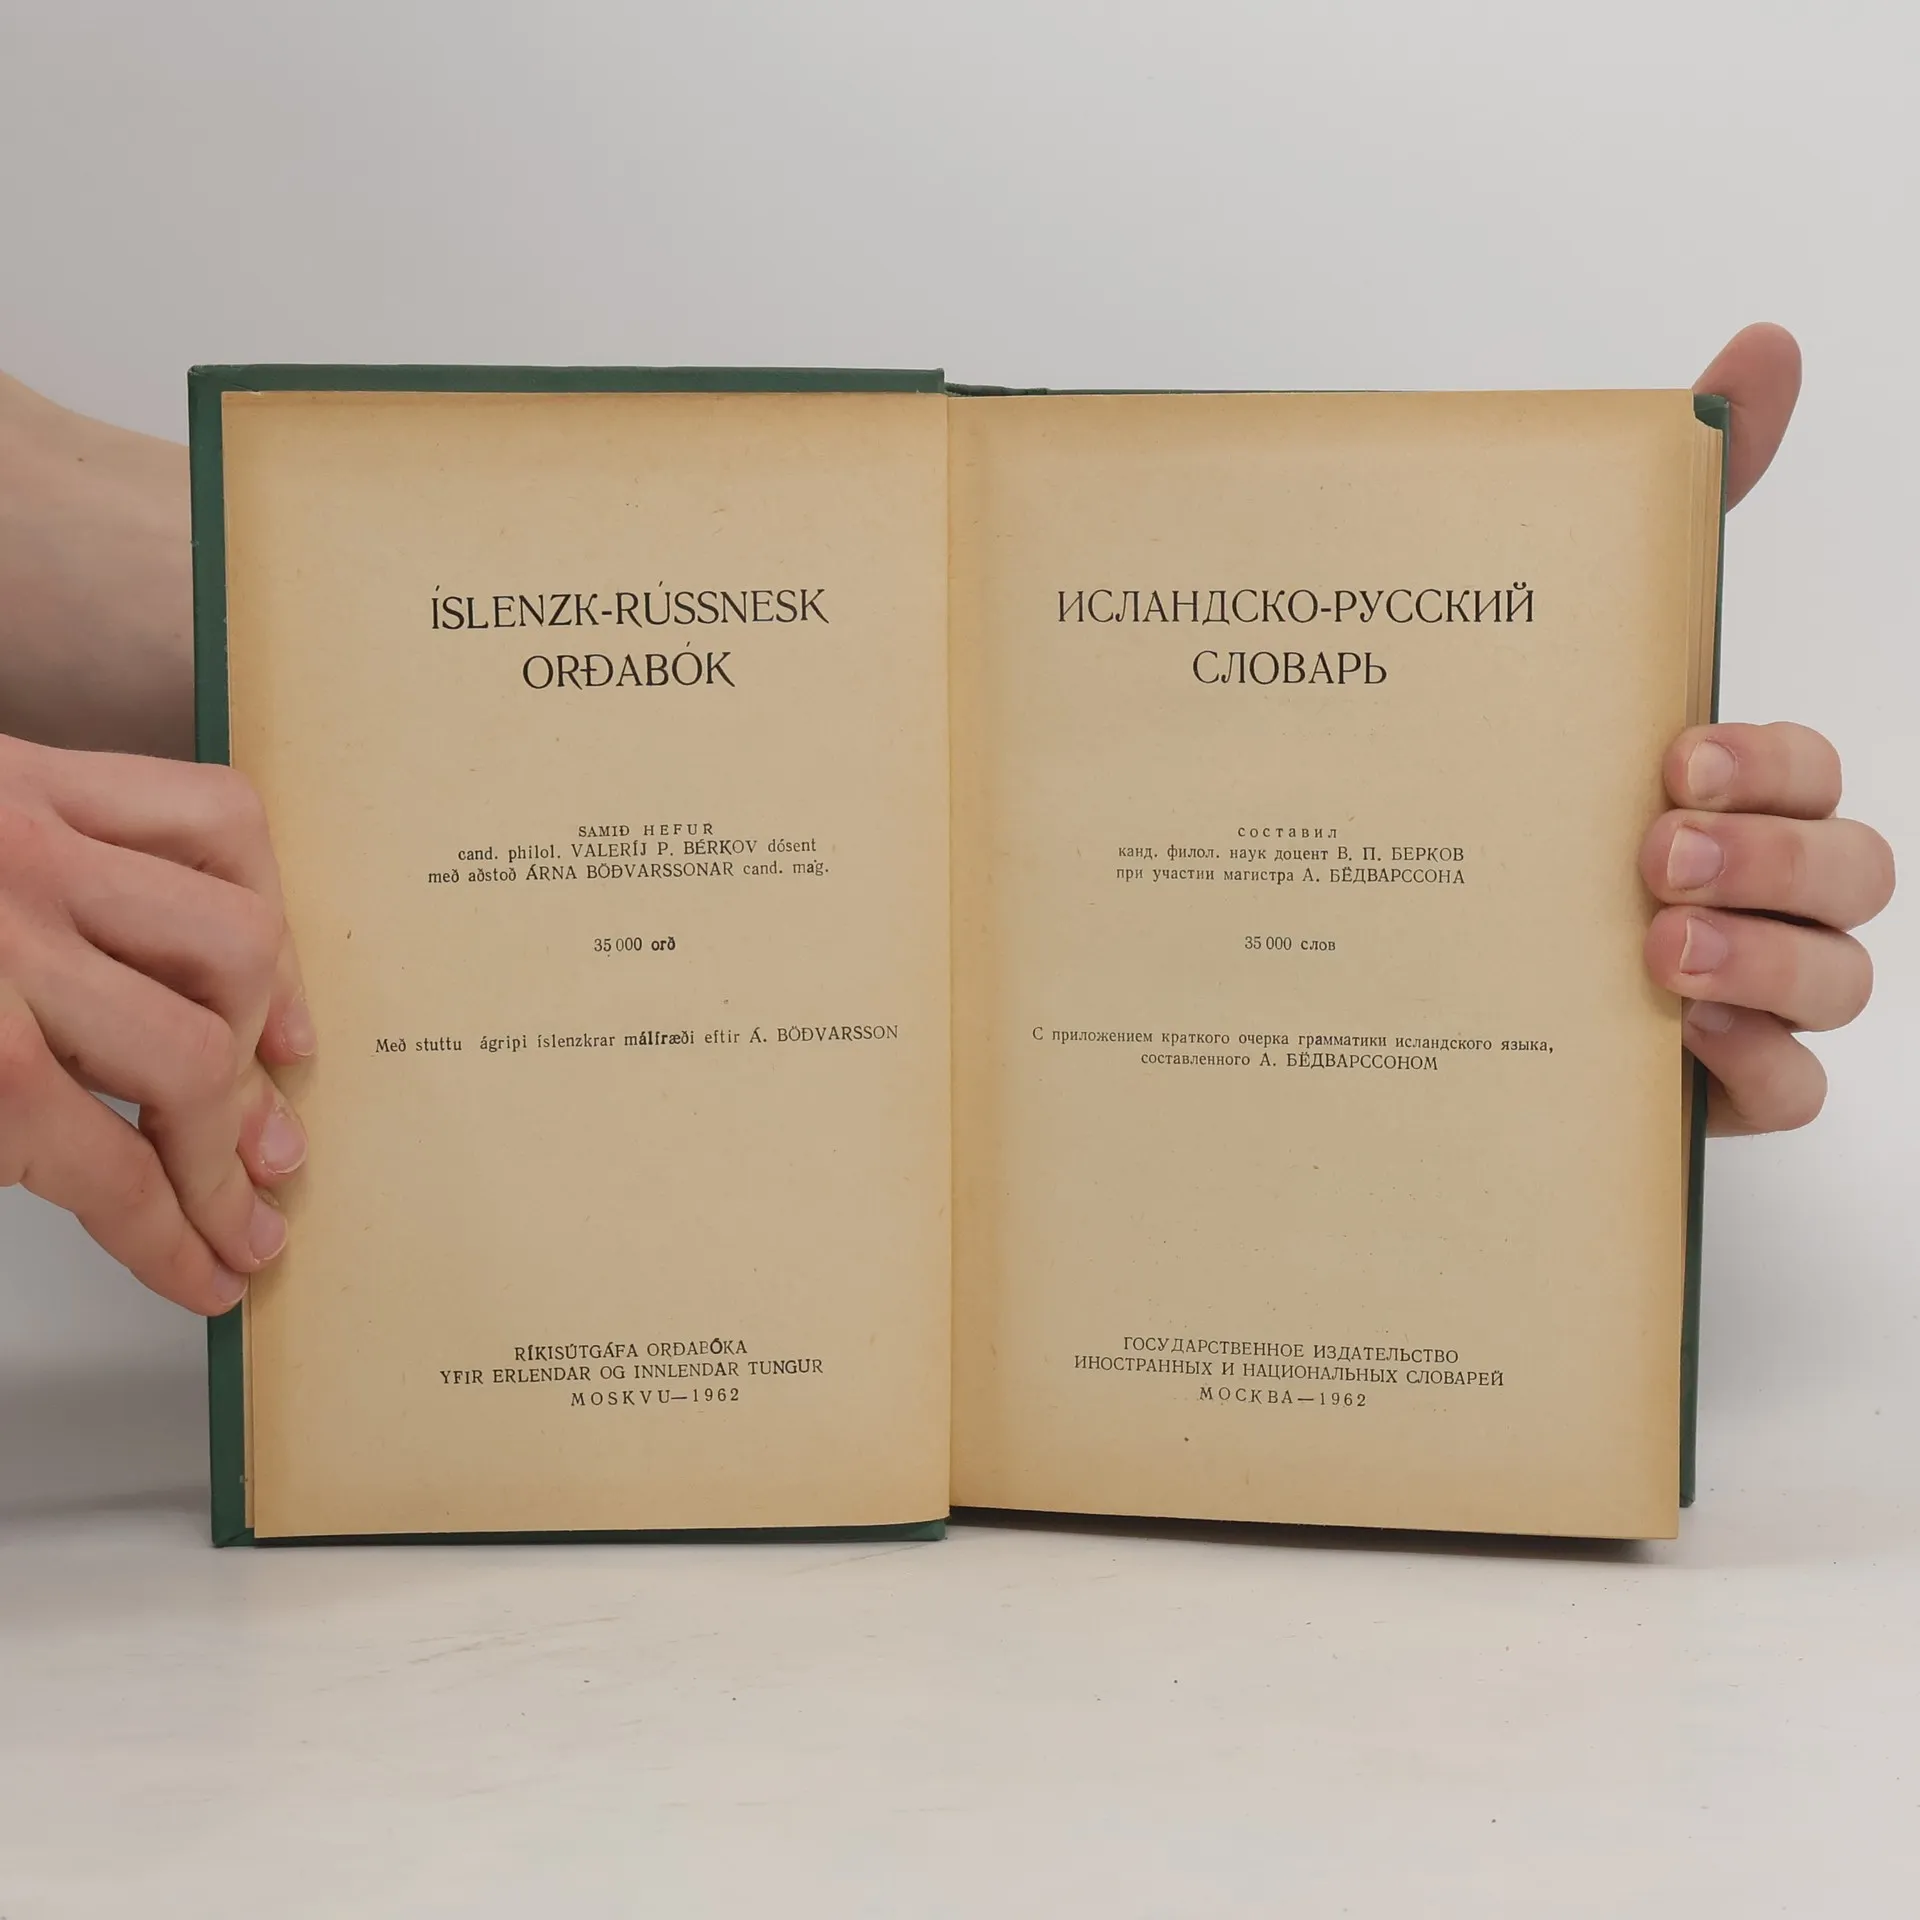 ÍSLENZK-RÚSSNESK
ORÐABÓK
SAMIÐ HEFUR
cand. philol. VALERÍJ P. BÉRKOV dósent
með aðstoð ÁRNA BÖÐVARSSONAR cand. mag.
35 000 orð
Með stuttu ágripi íslenzkrar málfræði eftir Á. BÖÐVARSSON
RÍKISÚTGÁFA ORÐABÓKA
YFIR ERLENDAR OG INNLENDAR TUNGUR
MOSKVU—1962
ИСЛАНДСКО-РУССКИЙ
СЛОВАРЬ
составил
канд. филол. наук доцент В. П. БЕРКОВ
при участии магистра А. БЁДВАРССОНА
35 000 слов
С приложением краткого очерка грамматики исландского языка,
составленного А. БЁДВАРССОНОМ
ГОСУДАРСТВЕННОЕ ИЗДАТЕЛЬСТВО
ИНОСТРАННЫХ И НАЦИОНАЛЬНЫХ СЛОВАРЕЙ
МОСКВА—1962